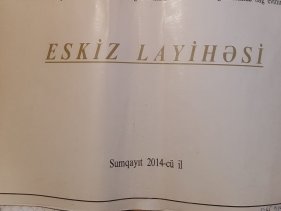 ESKİZ LAYİHƏSİ
Sumqayıt 2014-cü il